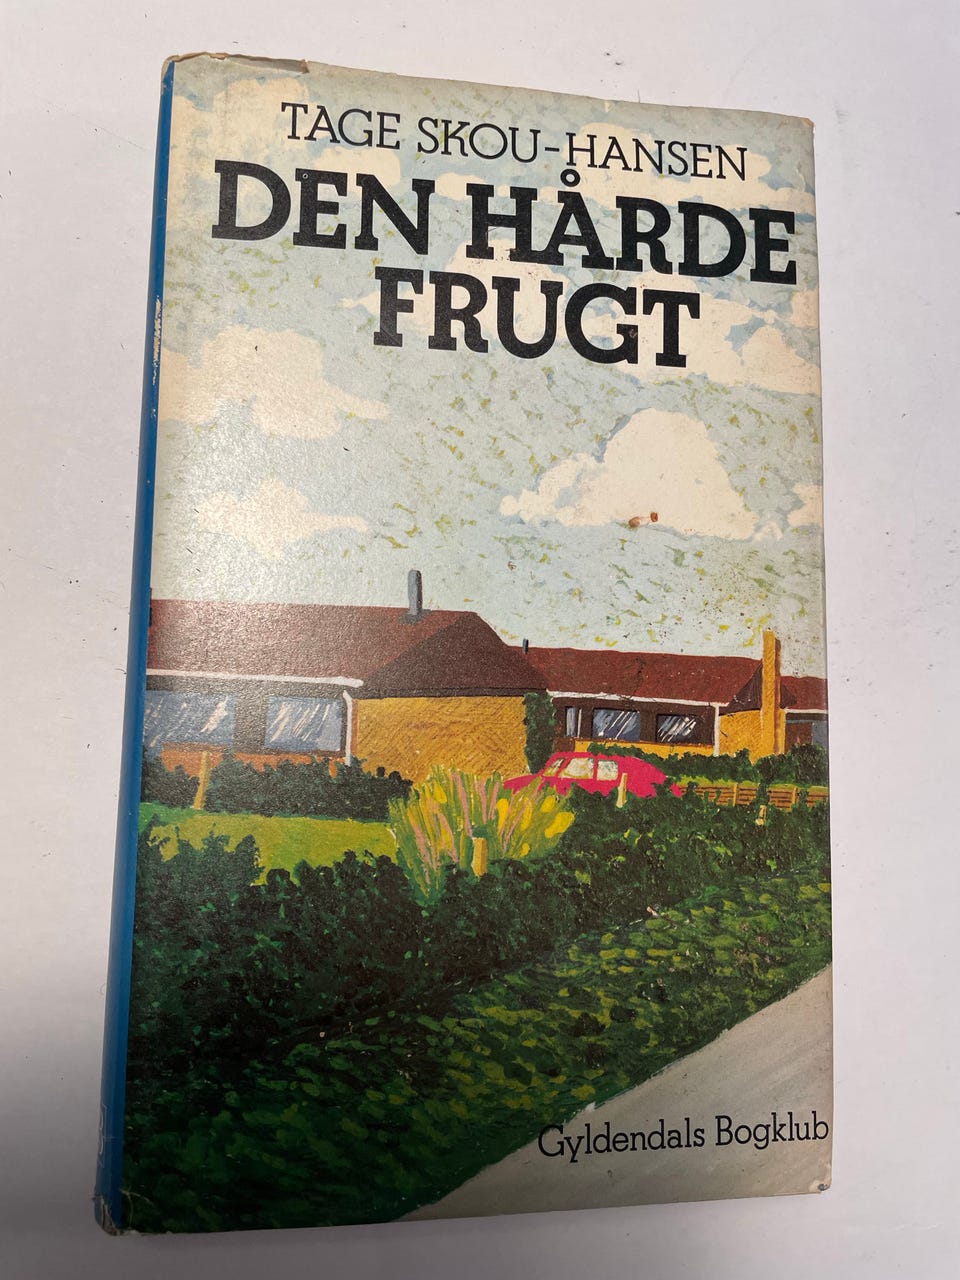 TAGE SKOU-HANSEN
DEN HÅRDE
FRUGT
Gyldendals Bogklub